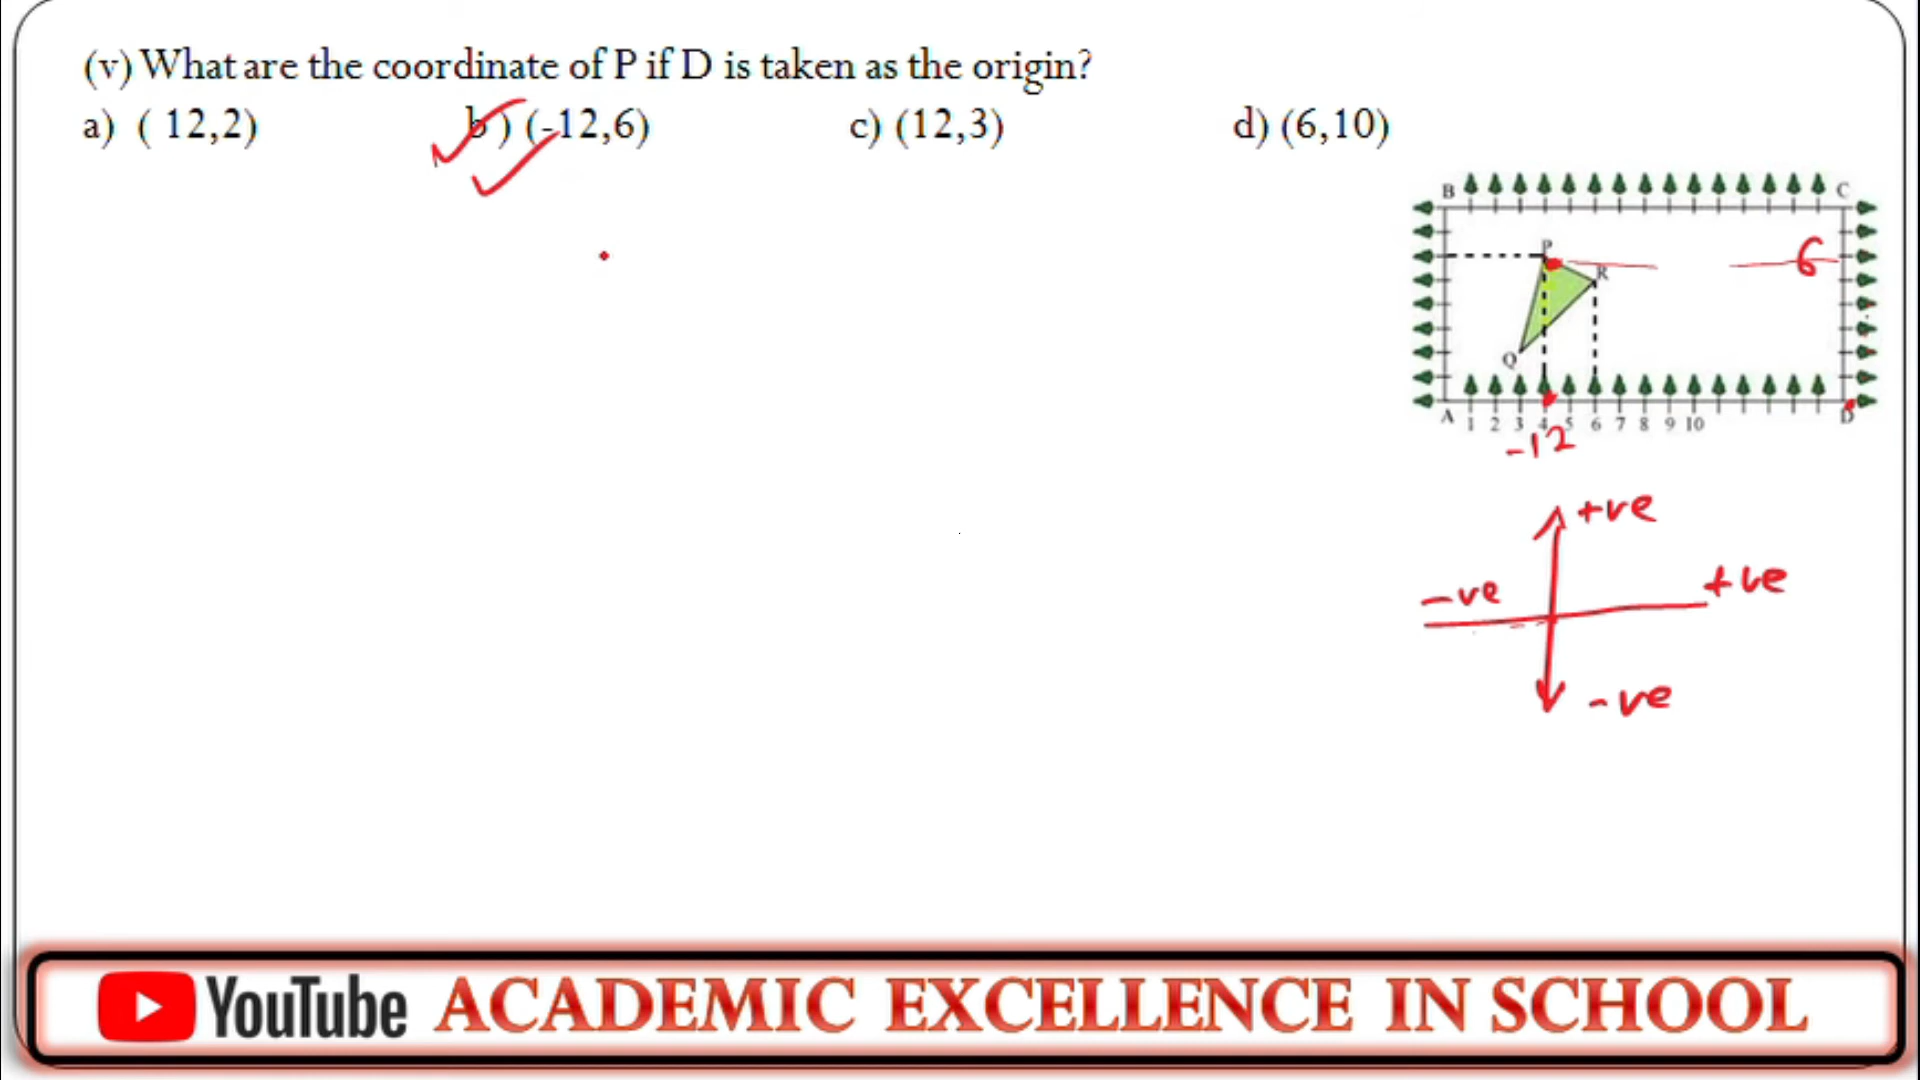 (v) What are the coordinate of P if D is taken as the origin?
a) ( 12,2) b ) (-12,6) c) (12,3) d) (6,10)
B C
P
R
6
Q
A 1 2 3 4 5 6 7 8 9 10 D
-12
+ve
-ve +ve
-ve
YouTube ACADEMIC EXCELLENCE IN SCHOOL